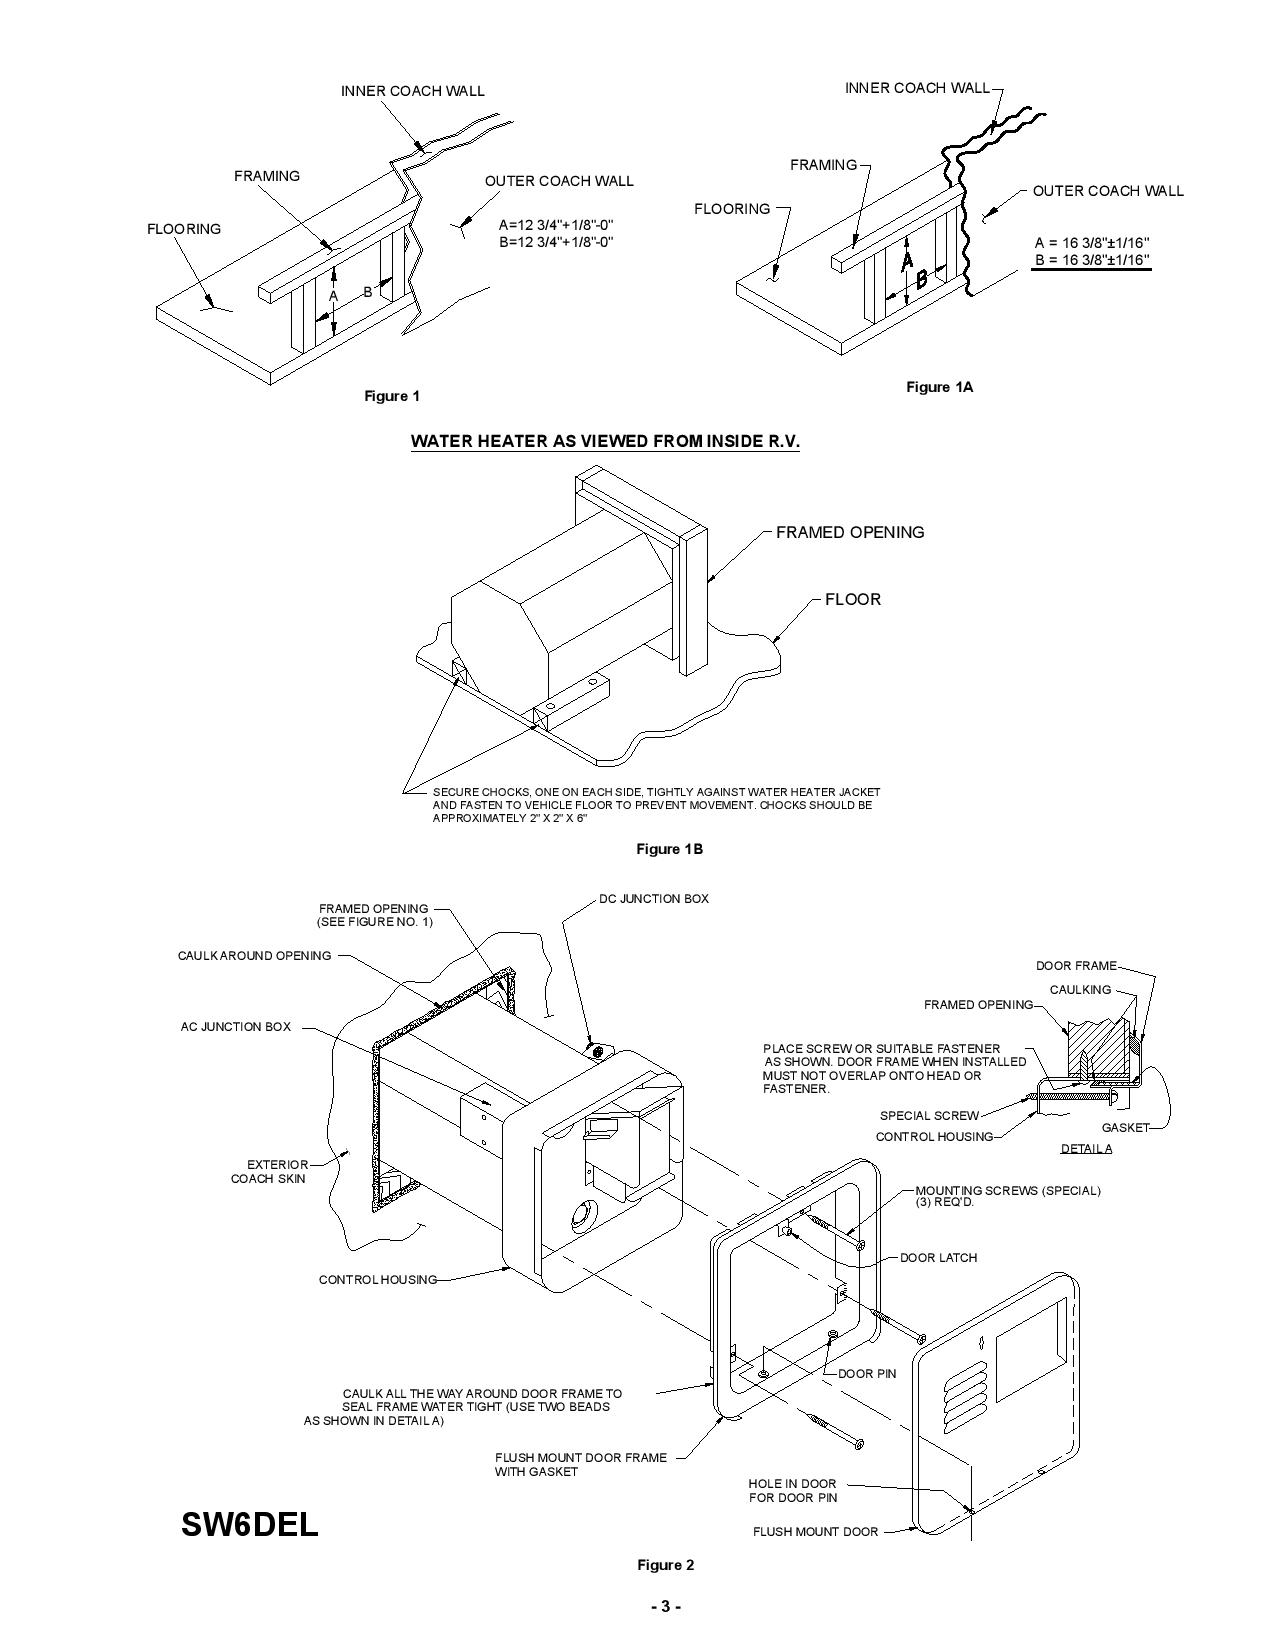 INNER COACH WALL
FRAMING
OUTER COACH WALL
FLOORING
A=12 3/4"+1/8"-0"
B=12 3/4"+1/8"-0"
A
B
Figure 1
INNER COACH WALL
FRAMING
OUTER COACH WALL
FLOORING
A = 16 3/8"±1/16"
B = 16 3/8"±1/16"
A
B
Figure 1A
WATER HEATER AS VIEWED FROM INSIDE R.V.
FRAMED OPENING
FLOOR
SECURE CHOCKS, ONE ON EACH SIDE, TIGHTLY AGAINST WATER HEATER JACKET
AND FASTEN TO VEHICLE FLOOR TO PREVENT MOVEMENT. CHOCKS SHOULD BE
APPROXIMATELY 2" X 2" X 6"
Figure 1B
DC JUNCTION BOX
FRAMED OPENING
(SEE FIGURE NO. 1)
CAULK AROUND OPENING
AC JUNCTION BOX
EXTERIOR
COACH SKIN
CONTROL HOUSING
DOOR FRAME
CAULKING
FRAMED OPENING
PLACE SCREW OR SUITABLE FASTENER
AS SHOWN. DOOR FRAME WHEN INSTALLED
MUST NOT OVERLAP ONTO HEAD OR
FASTENER.
SPECIAL SCREW
CONTROL HOUSING
GASKET
DETAIL A
MOUNTING SCREWS (SPECIAL)
(3) REQ'D.
DOOR LATCH
DOOR PIN
CAULK ALL THE WAY AROUND DOOR FRAME TO
SEAL FRAME WATER TIGHT (USE TWO BEADS
AS SHOWN IN DETAIL A)
FLUSH MOUNT DOOR FRAME
WITH GASKET
HOLE IN DOOR
FOR DOOR PIN
FLUSH MOUNT DOOR
SW6DEL
Figure 2
- 3 -